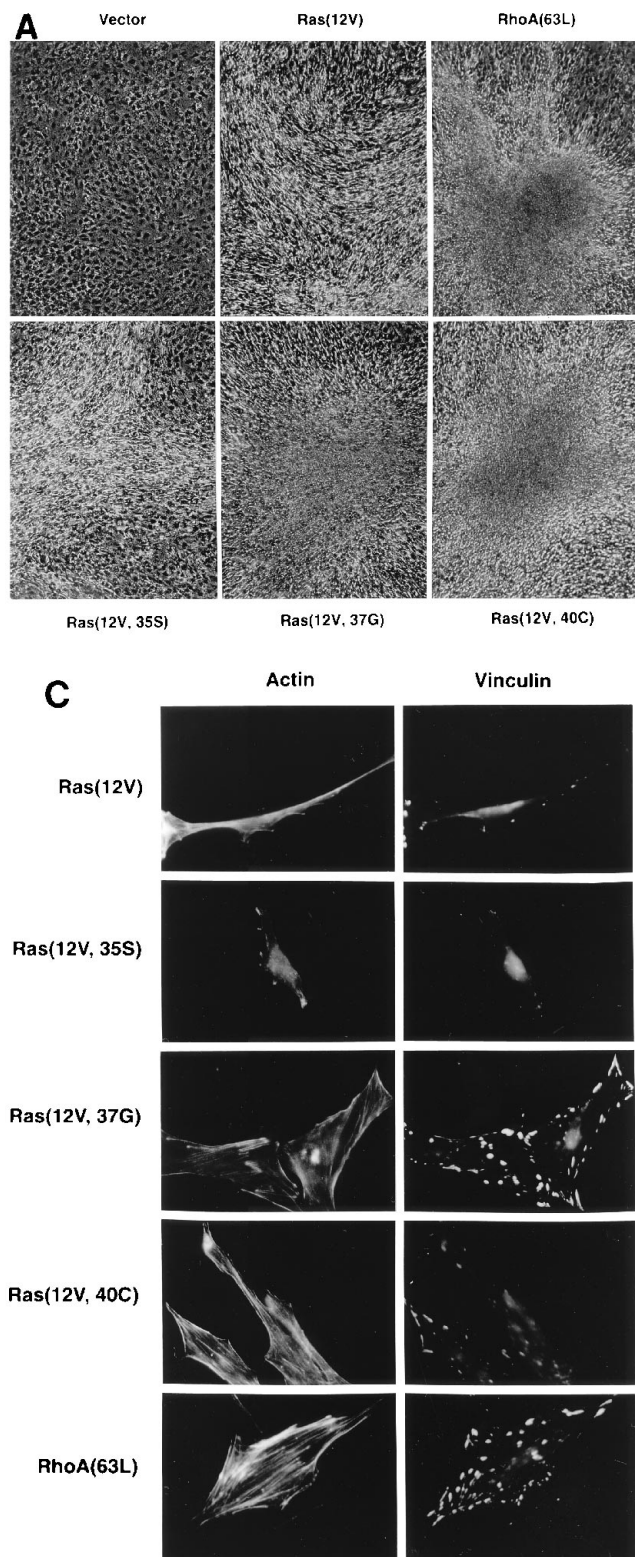 A
Vector
Ras(12V)
RhoA(63L)
Ras(12V, 35S)
Ras(12V, 37G)
Ras(12V, 40C)
C
Actin
Vinculin
Ras(12V)
Ras(12V, 35S)
Ras(12V, 37G)
Ras(12V, 40C)
RhoA(63L)